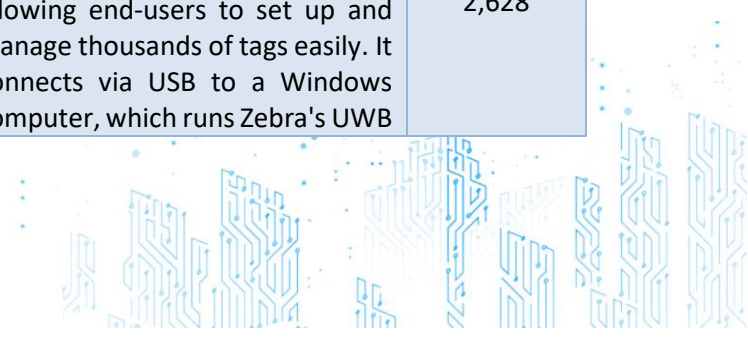 lowing end-users to set up and
anage thousands of tags easily. It
onnects via USB to a Windows
omputer, which runs Zebra's UWB
2,628